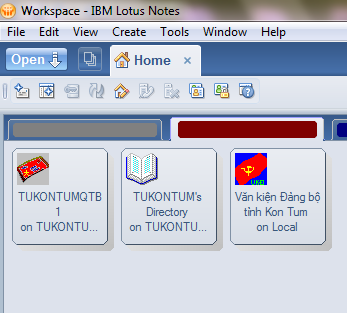 Workspace - IBM Lotus Notes
File Edit View Create Tools Window Help
Open Home
TUKONTUMQTB
1
on TUKONTU...
TUKONTUM's
Directory
on TUKONTU...
Văn kiện Đảng bộ
tỉnh Kon Tum
on Local